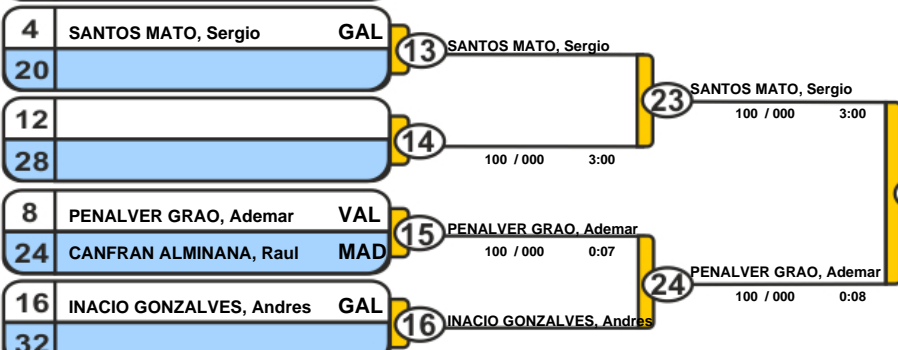 4 SANTOS MATO, Sergio GAL
20
13
SANTOS MATO, Sergio
23
SANTOS MATO, Sergio
100 / 000 3:00
12
28
14
100 / 000 3:00
8 PENALVER GRAO, Ademar VAL
24 CANFRAN ALMINANA, Raul MAD
15
PENALVER GRAO, Ademar
100 / 000 0:07
24
PENALVER GRAO, Ademar
100 / 000 0:08
16 INACIO GONZALVES, Andres GAL
32
16
INACIO GONZALVES, Andres